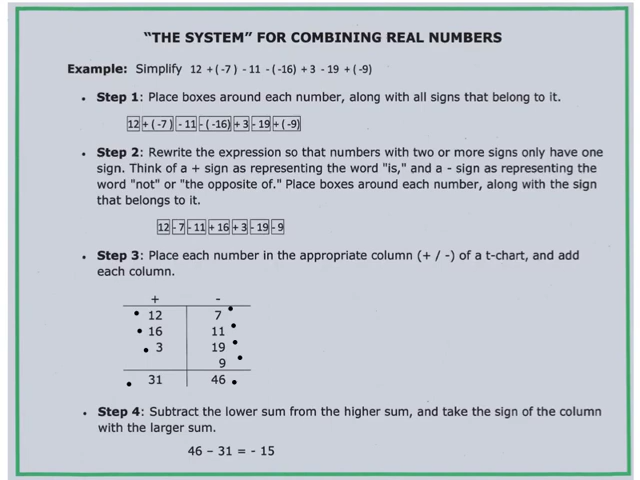 "THE SYSTEM" FOR COMBINING REAL NUMBERS
Example: Simplify 12 +(-7) - 11 -(-16) +3 - 19 +(-9)
• Step 1: Place boxes around each number, along with all signs that belong to it.
12 +(-7) - 11 -(-16) + 3 - 19 +(-9)
• Step 2: Rewrite the expression so that numbers with two or more signs only have one
sign. Think of a + sign as representing the word "is," and a - sign as representing the
word "not" or "the opposite of." Place boxes around each number, along with the sign
that belongs to it.
12 - 7 - 11 + 16 + 3 - 19 - 9
• Step 3: Place each number in the appropriate column (+ / -) of a t-chart, and add
each column.
+ -
12 7
16 11
3 19
9
31 46
• Step 4: Subtract the lower sum from the higher sum, and take the sign of the column
with the larger sum.
46 – 31 = - 15